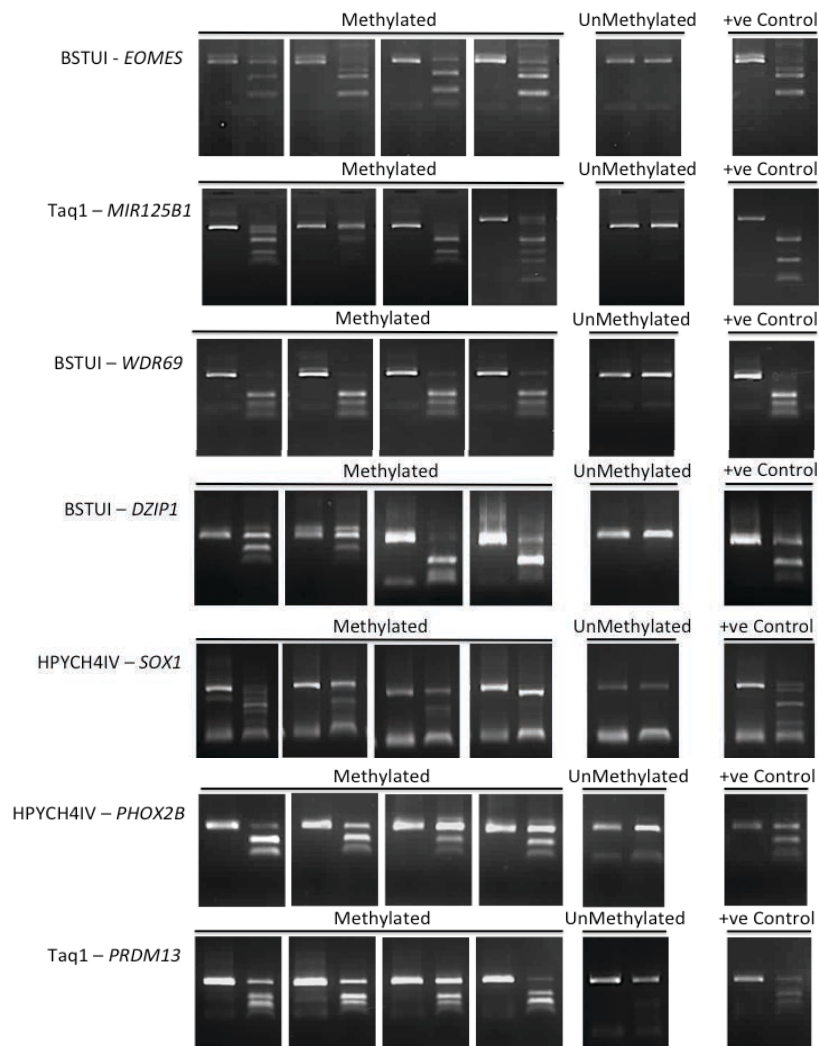 Methylated UnMethylated +ve Control
BSTUI - EOMES
Methylated UnMethylated +ve Control
Taq1 – MIR125B1
Methylated UnMethylated +ve Control
BSTUI – WDR69
Methylated UnMethylated +ve Control
BSTUI – DZIP1
Methylated UnMethylated +ve Control
HPYCH4IV – SOX1
Methylated UnMethylated +ve Control
HPYCH4IV – PHOX2B
Methylated UnMethylated +ve Control
Taq1 – PRDM13